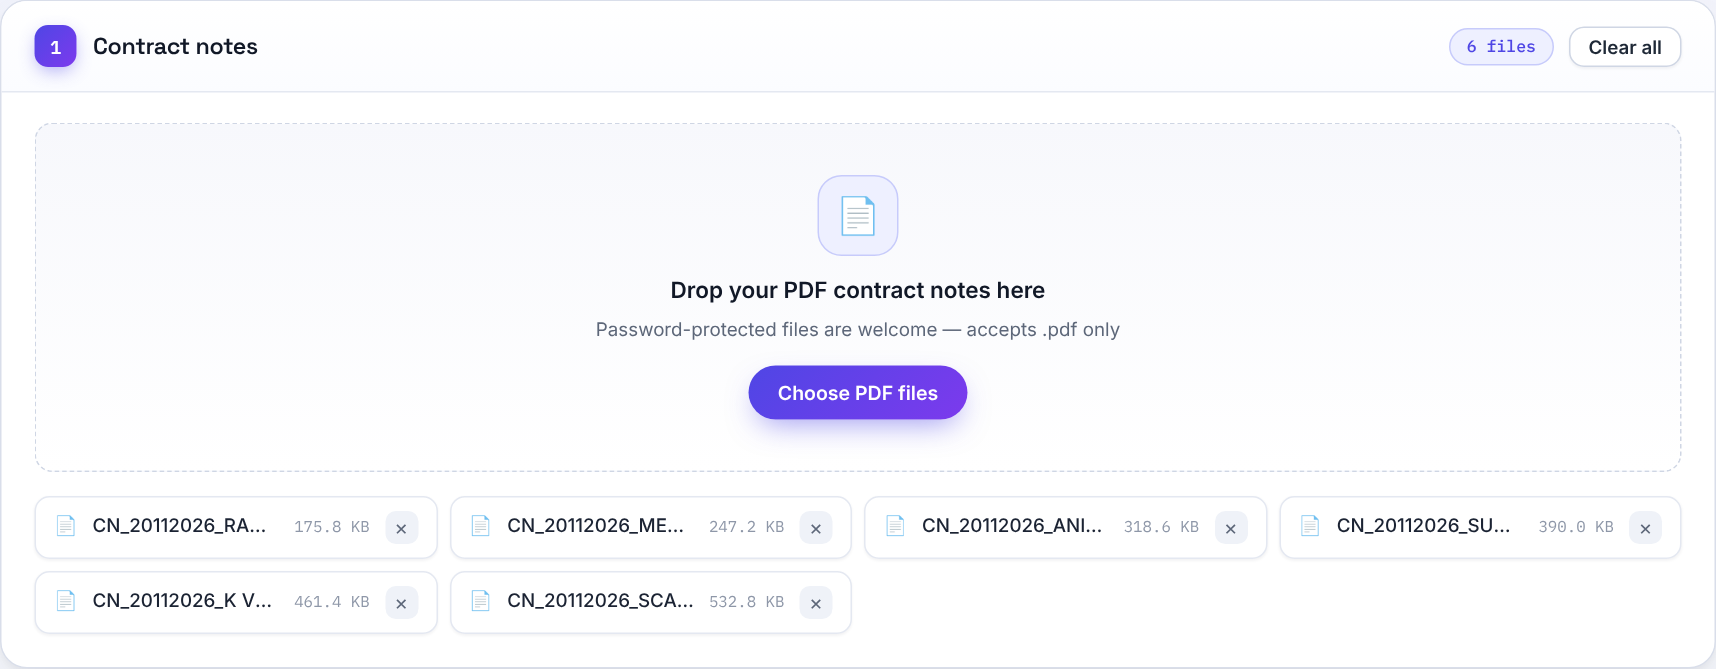 1 Contract notes 6 files Clear all
Drop your PDF contract notes here
Password-protected files are welcome — accepts .pdf only
Choose PDF files
CN_20112026_RA... 175.8 KB × CN_20112026_ME... 247.2 KB × CN_20112026_ANI... 318.6 KB × CN_20112026_SU... 390.0 KB ×
CN_20112026_K V... 461.4 KB × CN_20112026_SCA... 532.8 KB ×